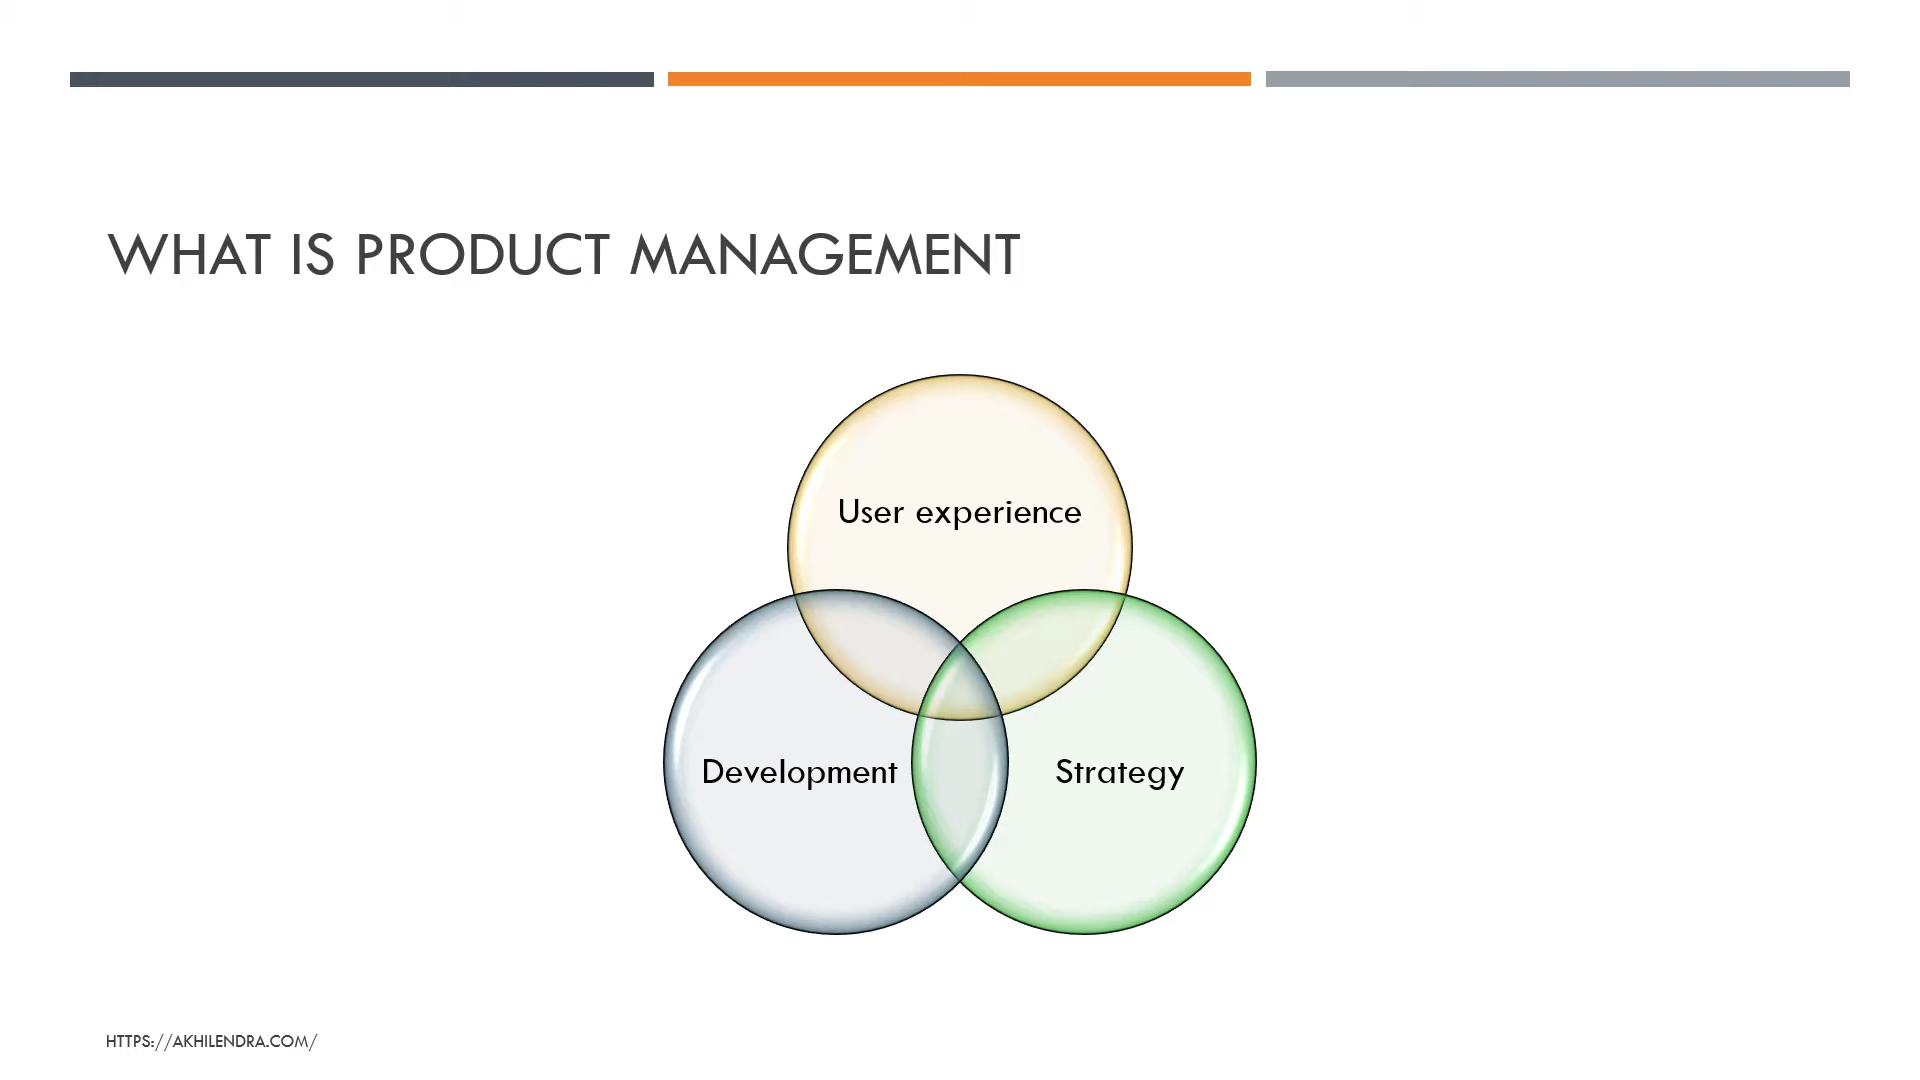 WHAT IS PRODUCT MANAGEMENT
User experience
Development
Strategy
HTTPS://AKHILENDRA.COM/